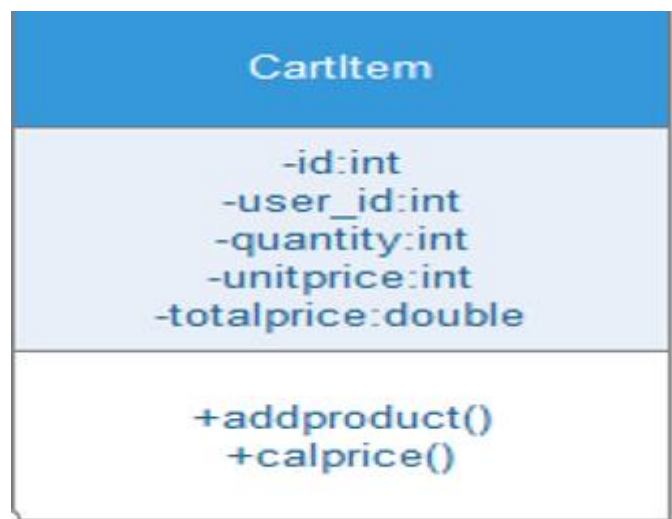 CartItem
-id:int
-user_id:int
-quantity:int
-unitprice:int
-totalprice:double
+addproduct()
+calprice()